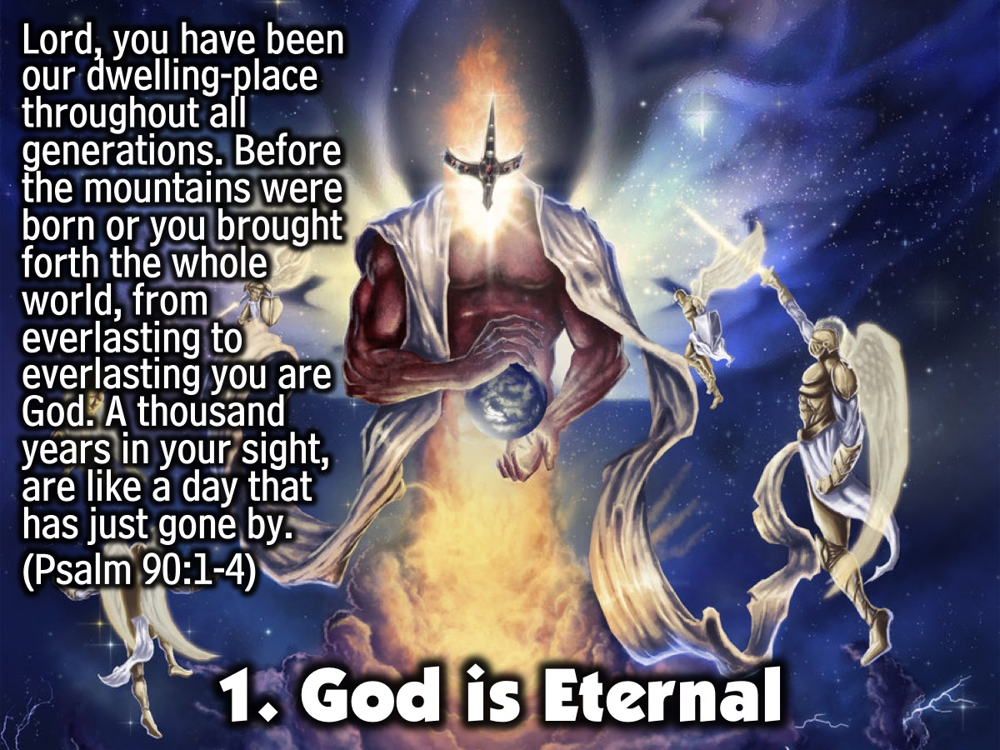 Lord, you have been
our dwelling-place
throughout all
generations. Before
the mountains were
born or you brought
forth the whole
world, from
everlasting to
everlasting you are
God. A thousand
years in your sight,
are like a day that
has just gone by.
(Psalm 90:1-4)
1. God is Eternal